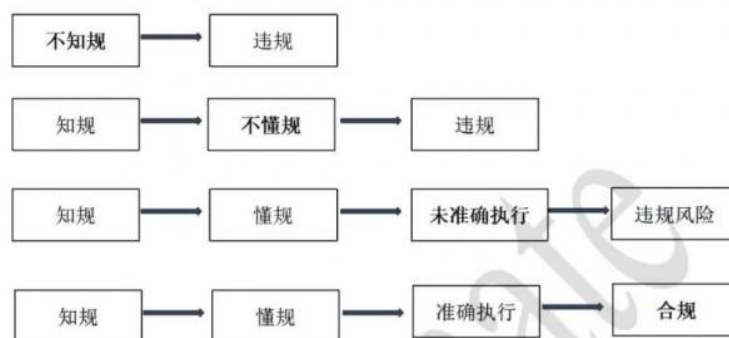 不知规 违规
知规 不懂规 违规
知规 懂规 未准确执行 违规风险
知规 懂规 准确执行 合规